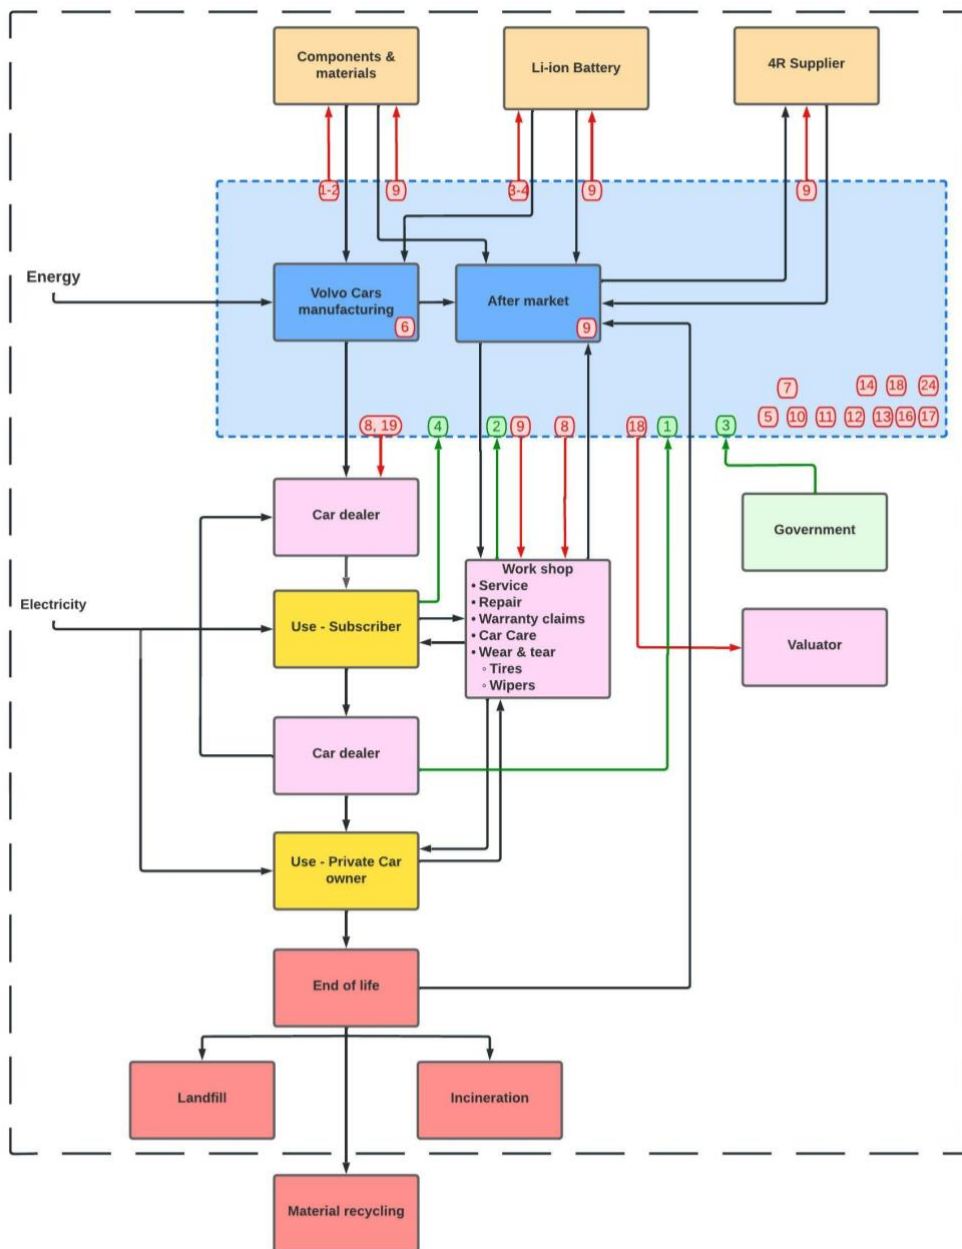 Components &
materials
Li-ion Battery
4R Supplier
1-2
9
3-4
9
9
Energy
Volvo Cars
manufacturing
6
After market
9
7
14
18
24
5
10
11
12
13
16
17
8, 19
4
2
9
8
18
1
3
Car dealer
Government
Work shop
• Service
• Repair
• Warranty claims
• Car Care
• Wear & tear
◦ Tires
◦ Wipers
Electricity
Use - Subscriber
Valuator
Car dealer
Use - Private Car
owner
End of life
Landfill
Incineration
Material recycling